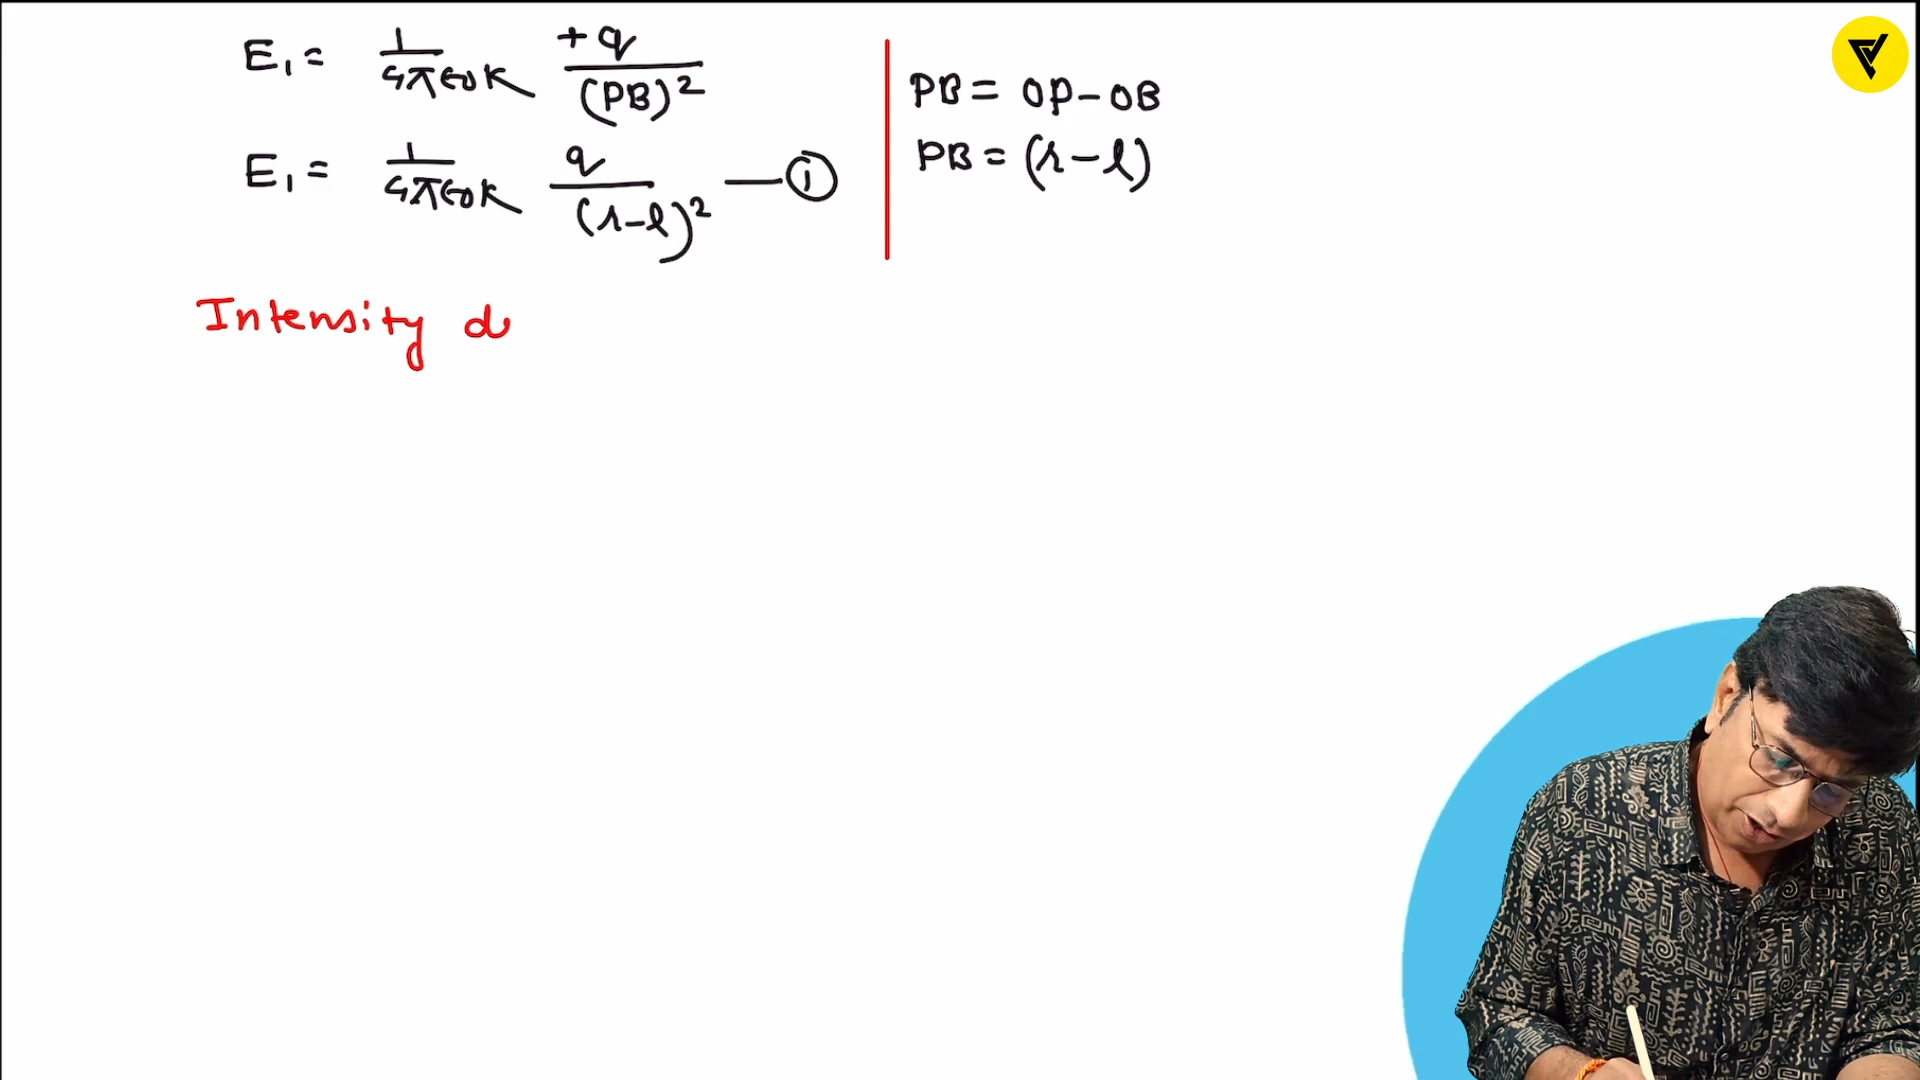 E₁ = 1/4πε₀K +q/(PB)²
E₁ = 1/4πε₀K q/(r-l)² — ①
PB = OP - OB
PB = (r-l)
Intensity d